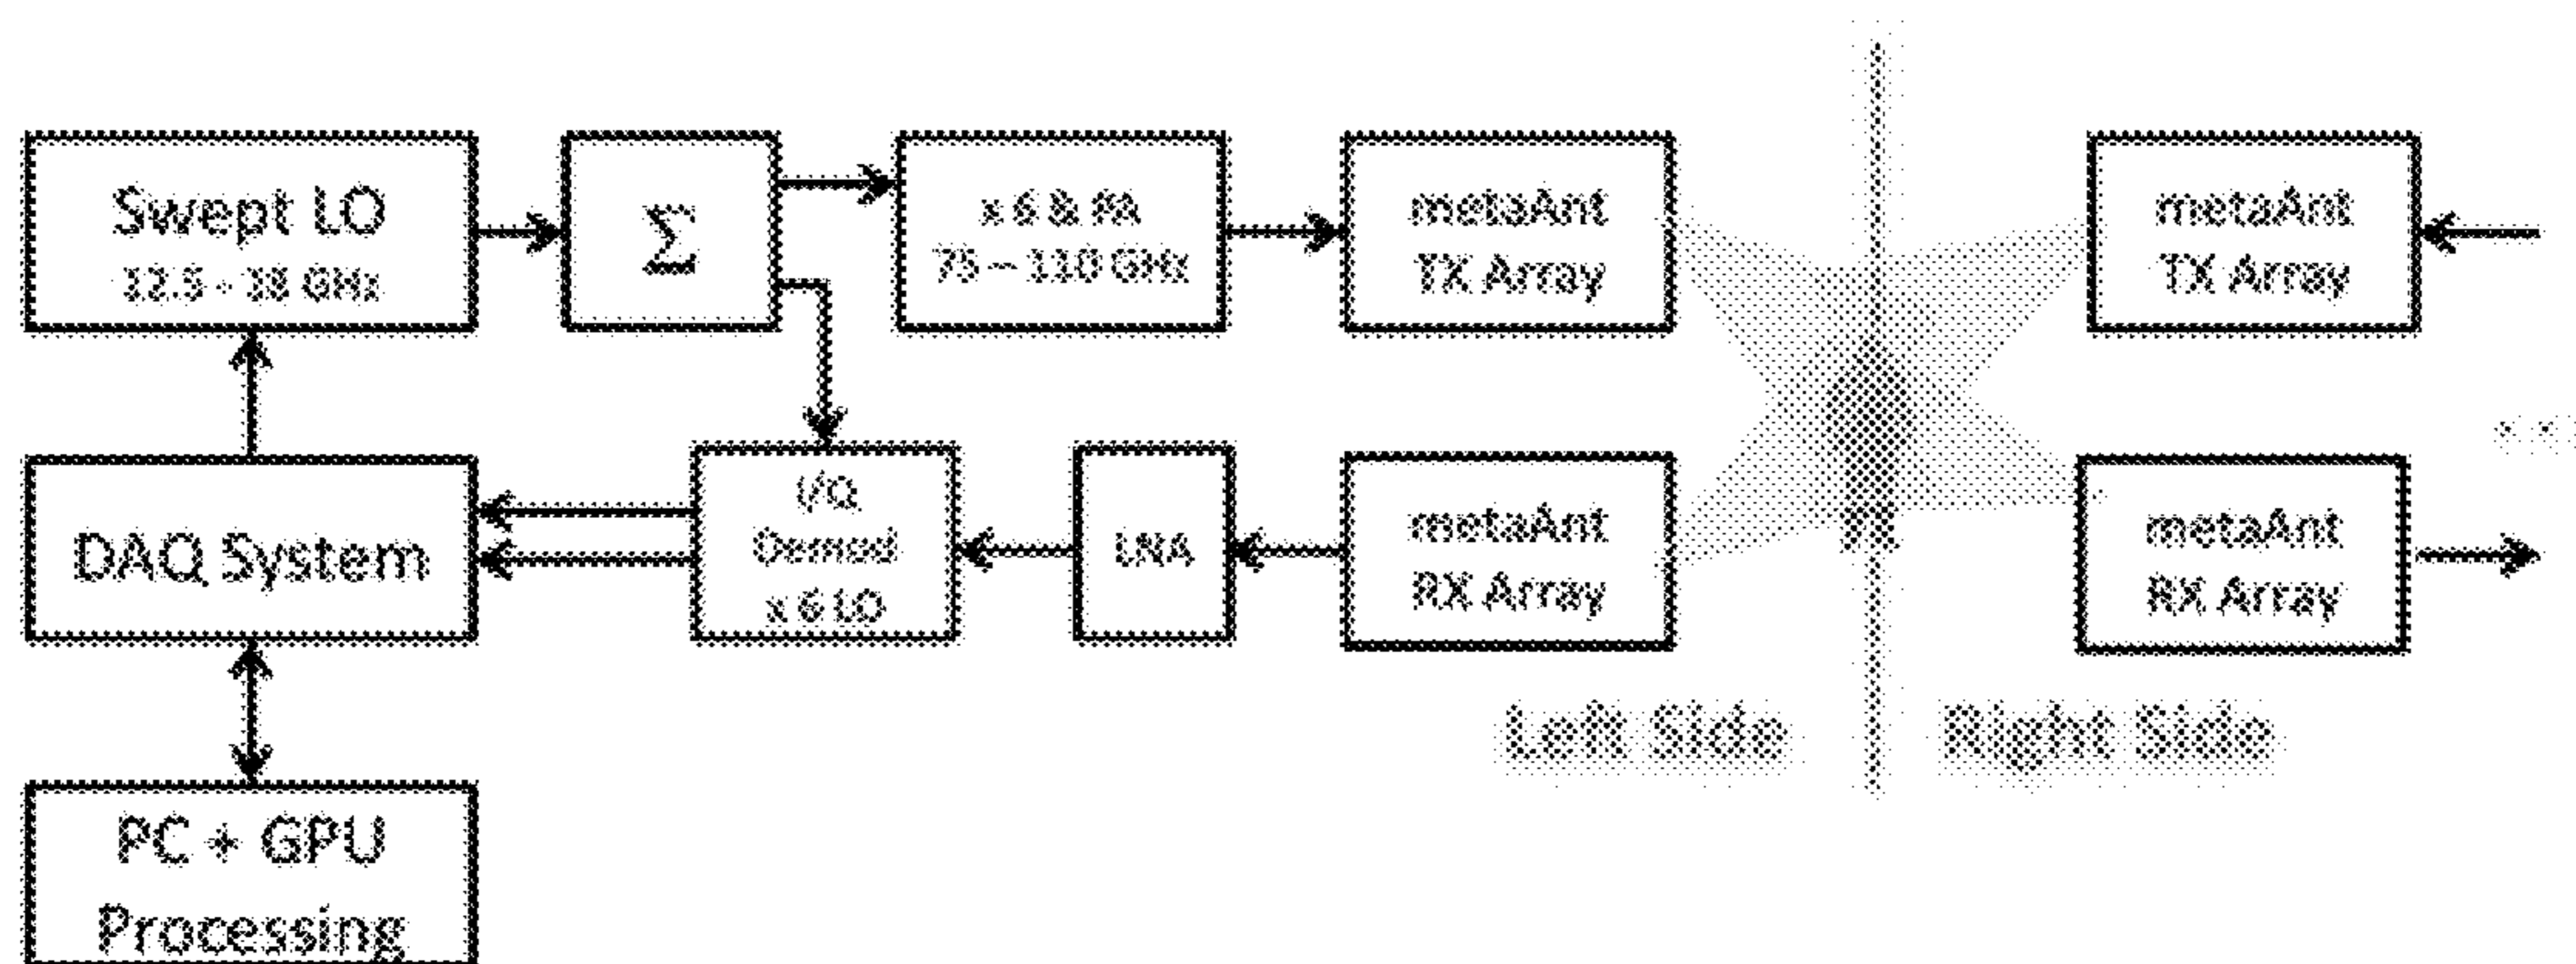 Swept LO
12.5 - 18 GHz
Σ
x 6 & PA
75 – 110 GHz
metaAnt
TX Array
metaAnt
TX Array
DAQ System
I/Q
Demod
x 6 LO
LNA
metaAnt
RX Array
metaAnt
RX Array
Left Side
Right Side
PC + GPU
Processing